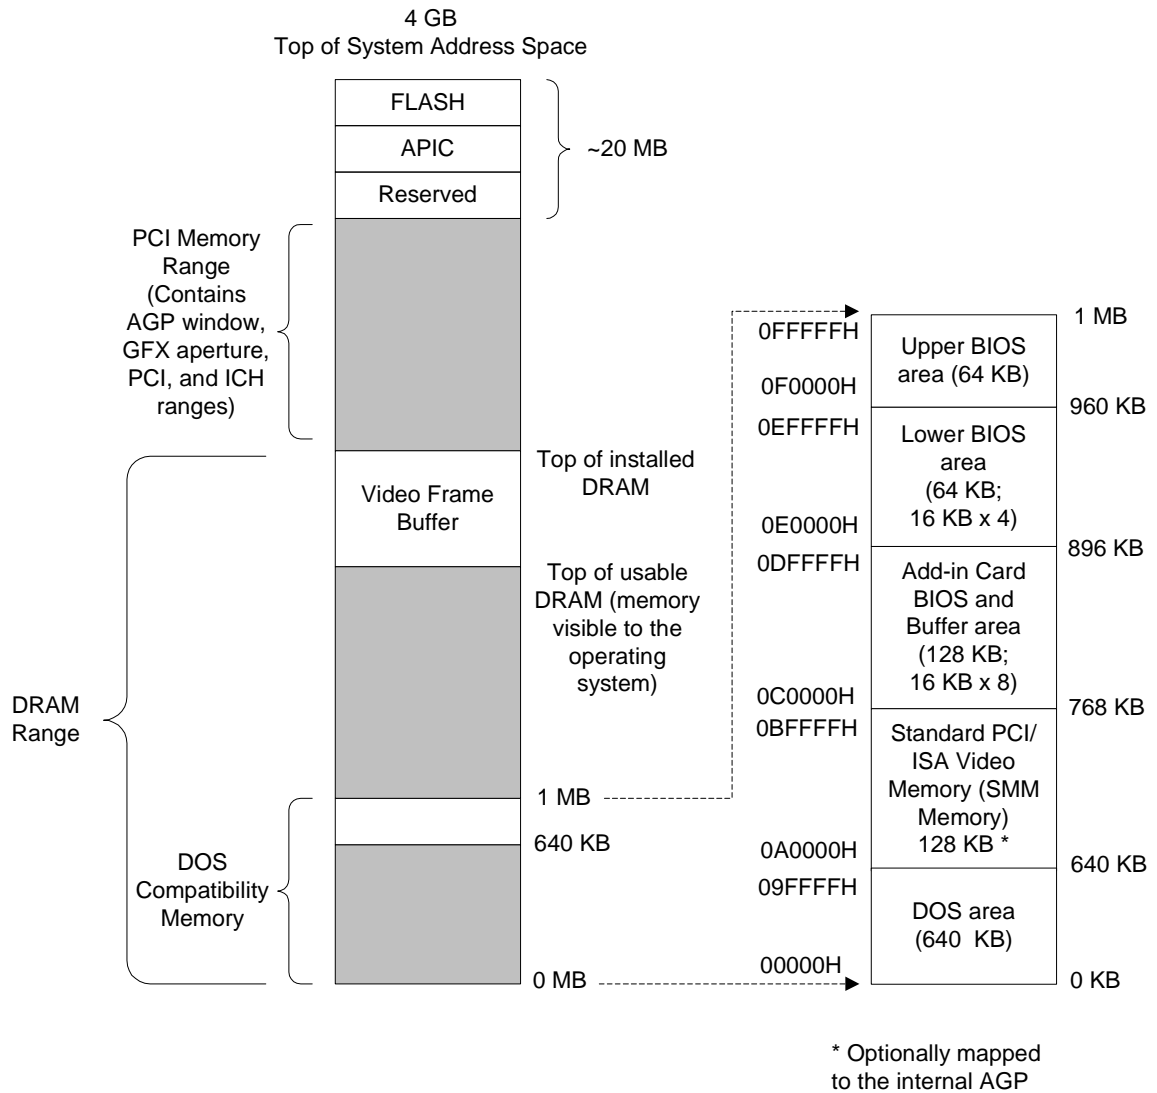 4 GB
Top of System Address Space
FLASH
APIC
Reserved
~20 MB
PCI Memory
Range
(Contains
AGP window,
GFX aperture,
PCI, and ICH
ranges)
DRAM
Range
DOS
Compatibility
Memory
Video Frame
Buffer
Top of installed
DRAM
Top of usable
DRAM (memory
visible to the
operating
system)
1 MB
640 KB
0 MB
0FFFFFH
0F0000H
0EFFFFH
0E0000H
0DFFFFH
0C0000H
0BFFFFH
0A0000H
09FFFFH
00000H
Upper BIOS
area (64 KB)
Lower BIOS
area
(64 KB;
16 KB x 4)
Add-in Card
BIOS and
Buffer area
(128 KB;
16 KB x 8)
Standard PCI/
ISA Video
Memory (SMM
Memory)
128 KB *
DOS area
(640 KB)
1 MB
960 KB
896 KB
768 KB
640 KB
0 KB
* Optionally mapped
to the internal AGP